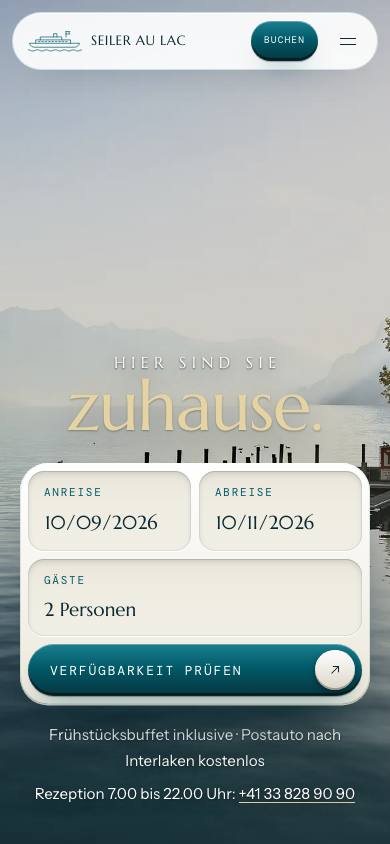 SEILER AU LAC
BUCHEN
HIER SIND SIE
zuhause.
ANREISE
10/09/2026
ABREISE
10/11/2026
GÄSTE
2 Personen
VERFÜGBARKEIT PRÜFEN
Frühstücksbuffet inklusive · Postauto nach
Interlaken kostenlos
Rezeption 7.00 bis 22.00 Uhr: +41 33 828 90 90